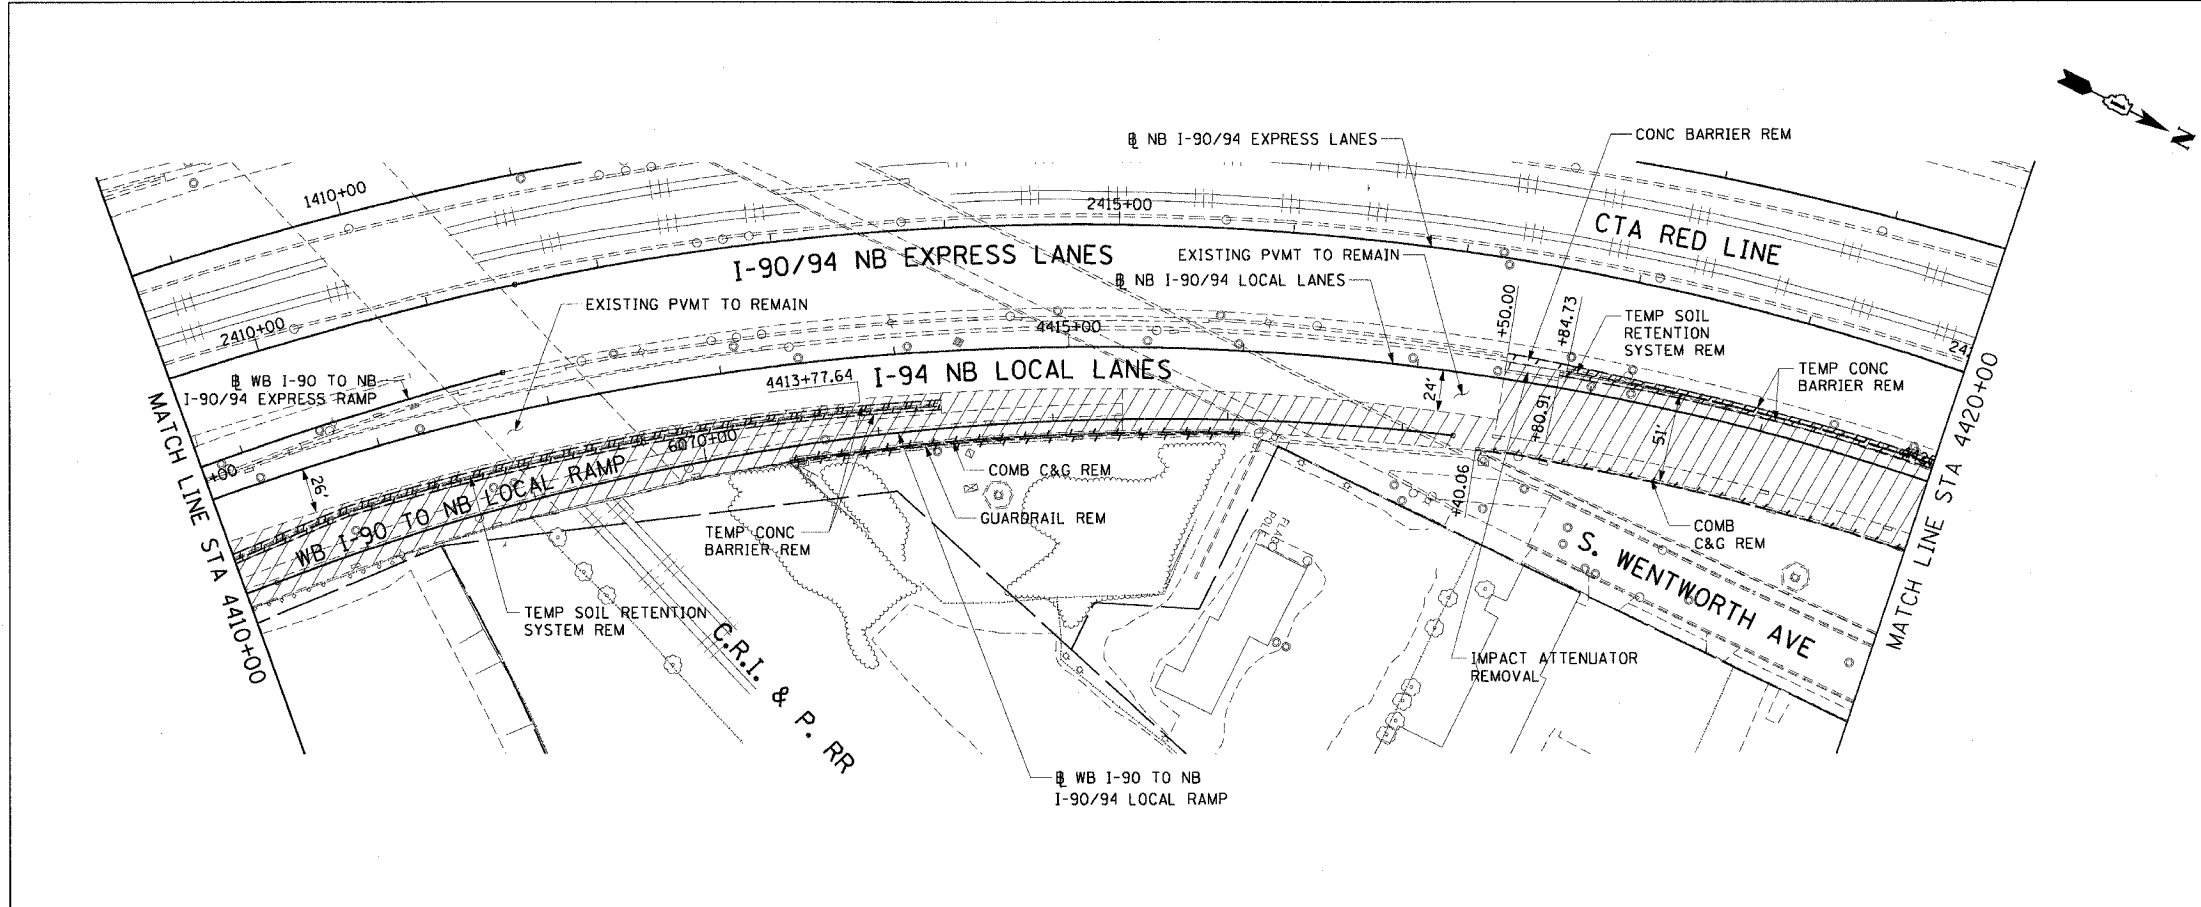 N
℄ NB I-90/94 EXPRESS LANES
CONC BARRIER REM
1410+00
2415+00
CTA RED LINE
I-90/94 NB EXPRESS LANES
EXISTING PVMT TO REMAIN
℄ NB I-90/94 LOCAL LANES
EXISTING PVMT TO REMAIN
+50.00
+84.73
TEMP SOIL
RETENTION
SYSTEM REM
2410+00
4415+00
TEMP CONC
BARRIER REM
℄ WB I-90 TO NB
I-90/94 EXPRESS RAMP
4413+77.64
I-94 NB LOCAL LANES
24'
+80.91
51'
MATCH LINE STA 4410+00
MATCH LINE STA 4420+00
+00
26'
6070+00
WB I-90 TO NB LOCAL RAMP
COMB C&G REM
+40.06
GUARDRAIL REM
TEMP CONC
BARRIER REM
FLAG
POLE
COMB
C&G REM
S. WENTWORTH AVE
TEMP SOIL RETENTION
SYSTEM REM
C.R.I. & P. RR
IMPACT ATTENUATOR
REMOVAL
℄ WB I-90 TO NB
I-90/94 LOCAL RAMP